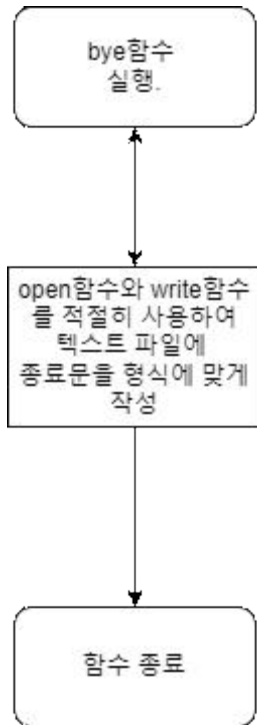 bye함수
실행.
open함수와 write함수
를 적절히 사용하여
텍스트 파일에
종료문을 형식에 맞게
작성
함수 종료